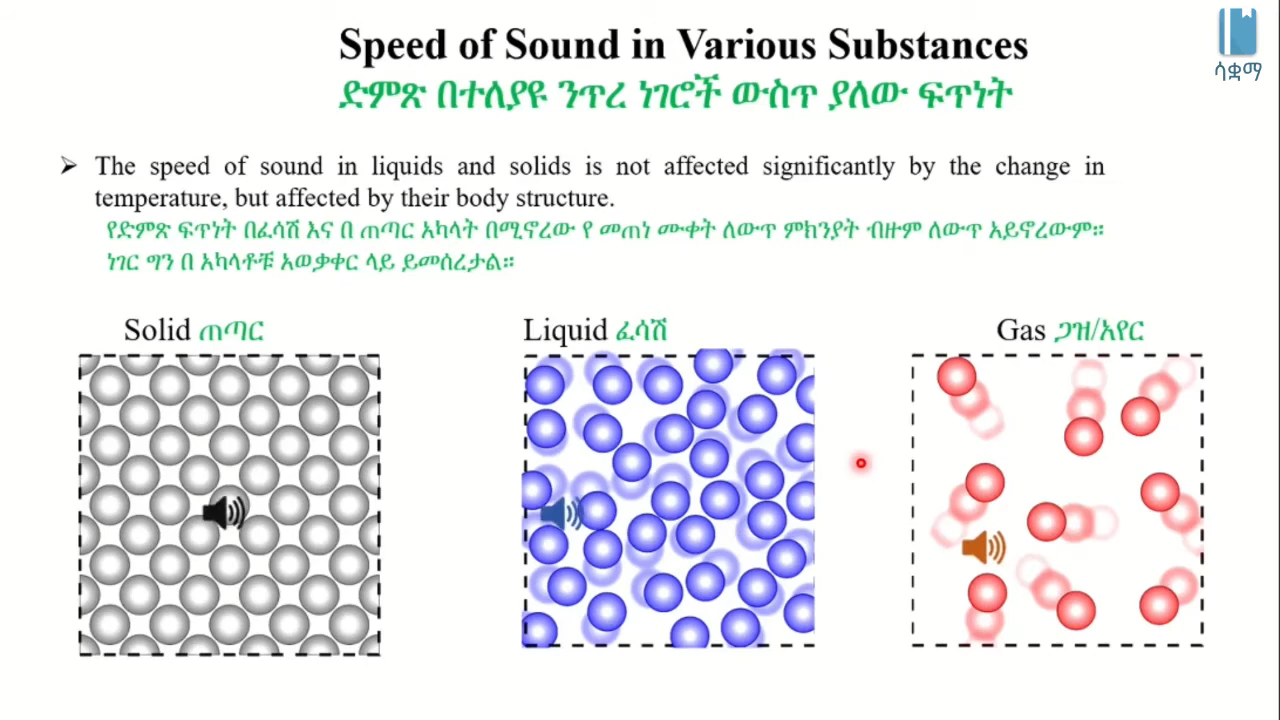 Speed of Sound in Various Substances
ድምጽ በተለያዩ ንጥረ ነገሮች ውስጥ ያለው ፍጥነት
ሳቋማ
➤ The speed of sound in liquids and solids is not affected significantly by the change in
temperature, but affected by their body structure.
የድምጽ ፍጥነት በፈሳሽ እና በ ጠጣር አካላት በሚኖረው የ መጠነ ሙቀት ለውጥ ምክንያት ብዙም ለውጥ አይኖረውም።
ነገር ግን በ አካላቶቹ አወቃቀር ላይ ይመሰረታል።
Solid ጠጣር
Liquid ፈሳሽ
Gas ጋዝ/አየር